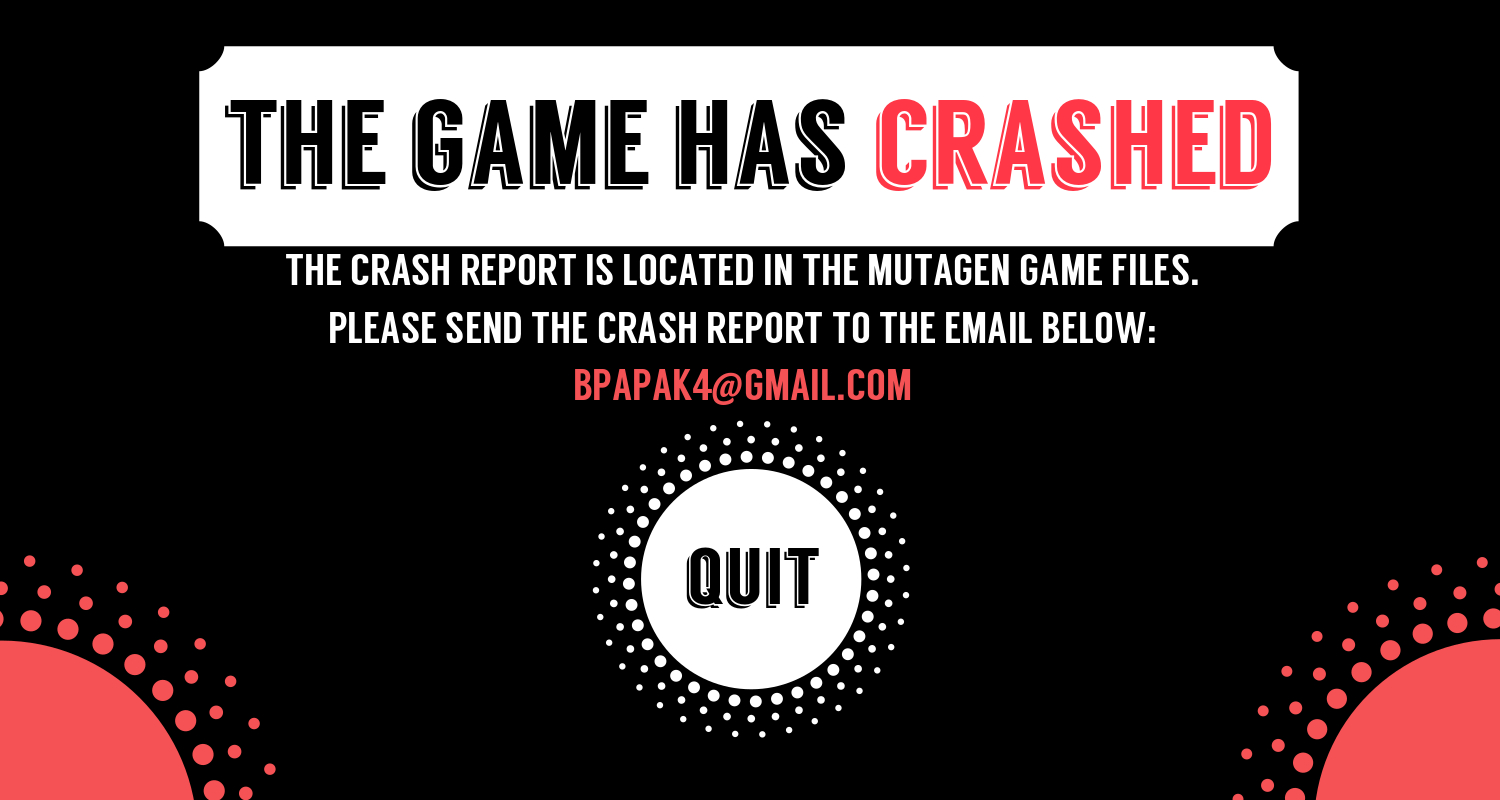 THE GAME HAS CRASHED
THE CRASH REPORT IS LOCATED IN THE MUTAGEN GAME FILES.
PLEASE SEND THE CRASH REPORT TO THE EMAIL BELOW:
BPAPAK4@GMAIL.COM
QUIT